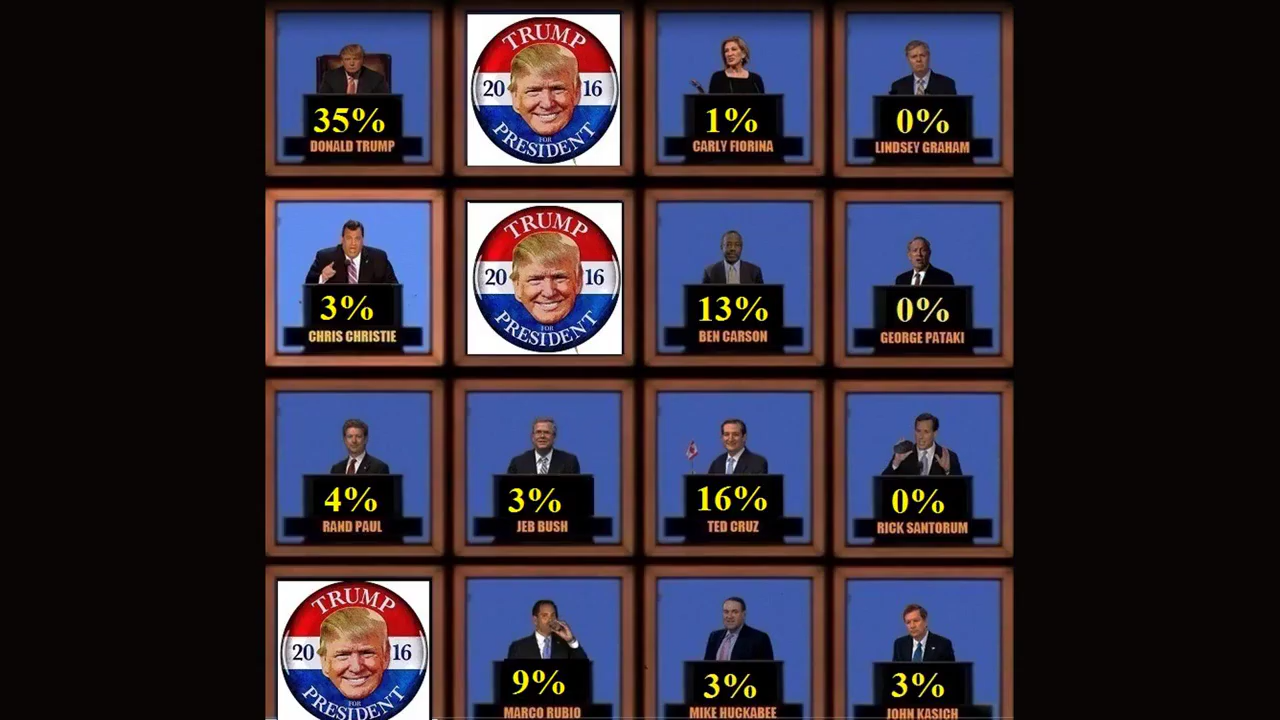 35%
DONALD TRUMP
TRUMP
20 16
FOR
PRESIDENT
1%
CARLY FIORINA
0%
LINDSEY GRAHAM
3%
CHRIS CHRISTIE
TRUMP
20 16
FOR
PRESIDENT
13%
BEN CARSON
0%
GEORGE PATAKI
4%
RAND PAUL
3%
JEB BUSH
16%
TED CRUZ
0%
RICK SANTORUM
TRUMP
20 16
FOR
PRESIDENT
9%
MARCO RUBIO
3%
MIKE HUCKABEE
3%
JOHN KASICH